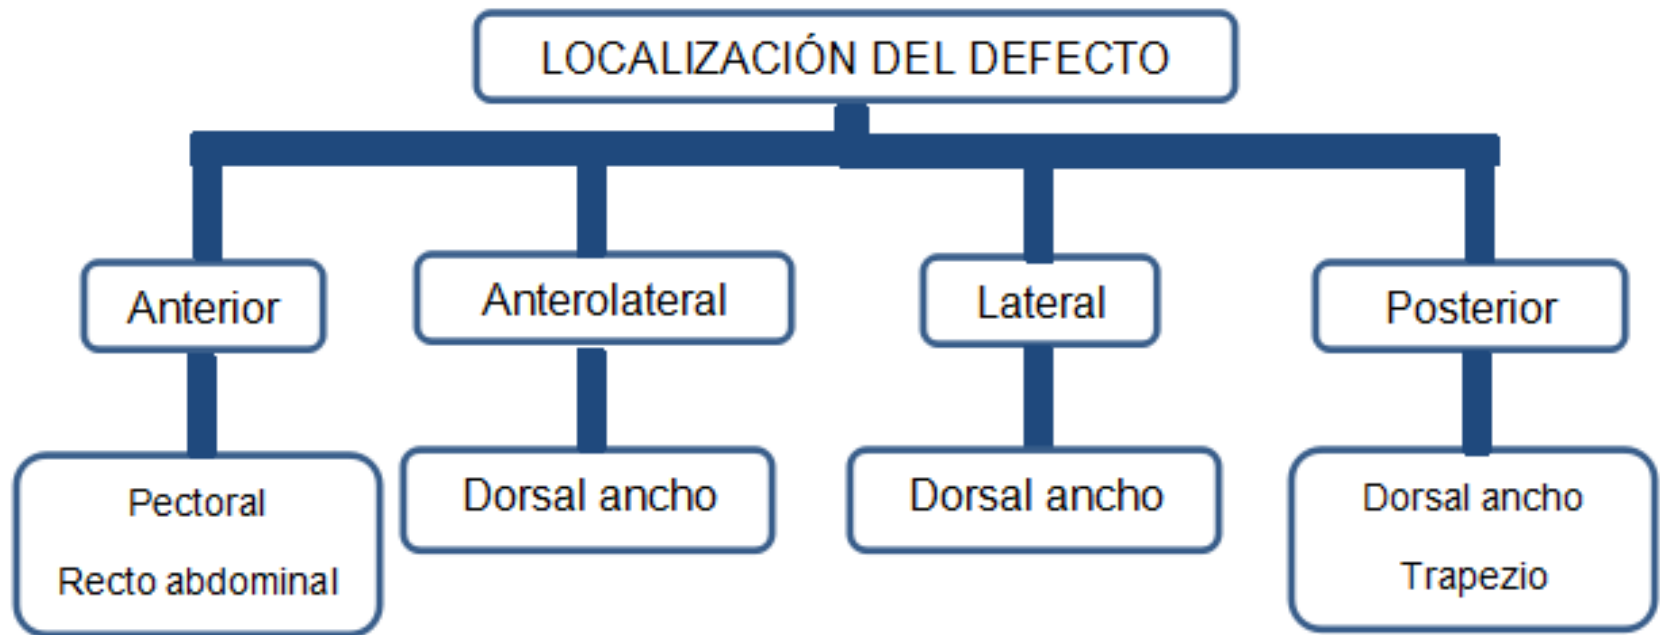 LOCALIZACIÓN DEL DEFECTO
Anterior
Anterolateral
Lateral
Posterior
Pectoral
Recto abdominal
Dorsal ancho
Dorsal ancho
Dorsal ancho
Trapezio